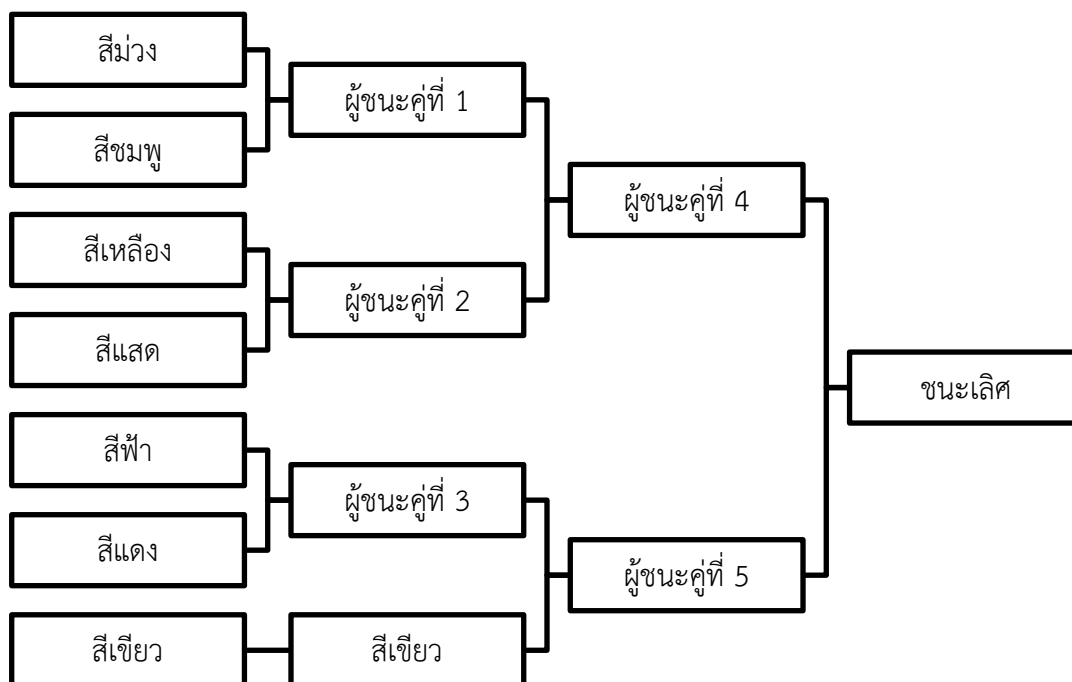 สีม่วง
สีชมพู
สีเหลือง
สีแสด
สีฟ้า
สีแดง
สีเขียว
ผู้ชนะคู่ที่ 1
ผู้ชนะคู่ที่ 2
ผู้ชนะคู่ที่ 3
สีเขียว
ผู้ชนะคู่ที่ 4
ผู้ชนะคู่ที่ 5
ชนะเลิศ